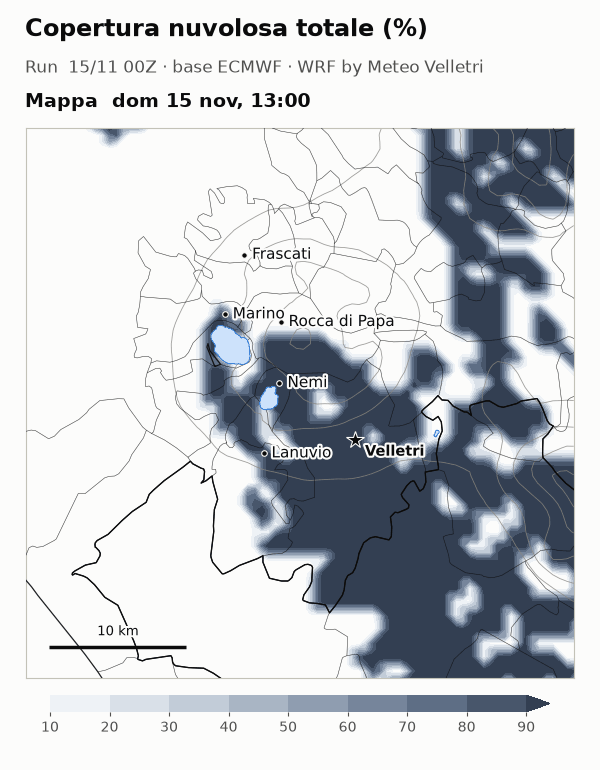 Copertura nuvolosa totale (%)
Run  15/11 00Z · base ECMWF · WRF by Meteo Velletri
Mappa  dom 15 nov, 13:00
Frascati
Marino
Rocca di Papa
Nemi
Velletri
Lanuvio
10 km
10 20 30 40 50 60 70 80 90